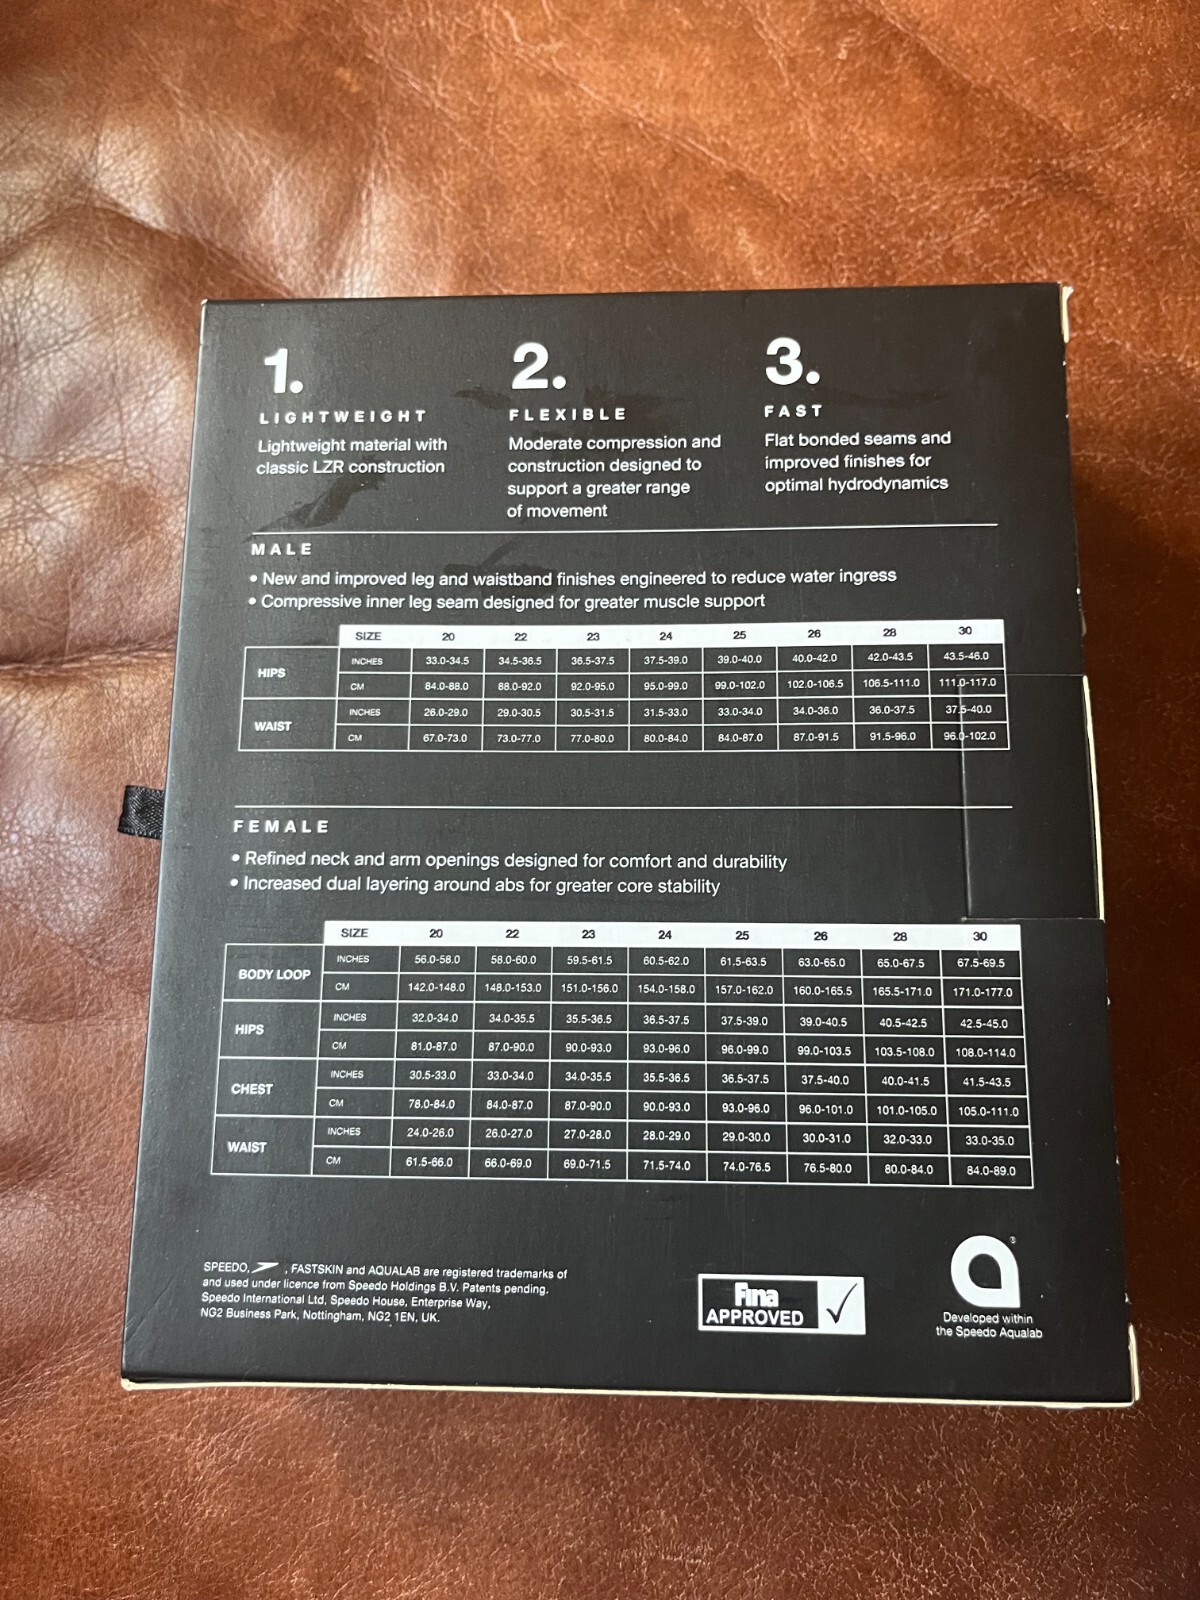 1.
LIGHTWEIGHT
Lightweight material with
classic LZR construction
2.
FLEXIBLE
Moderate compression and
construction designed to
support a greater range
of movement
3.
FAST
Flat bonded seams and
improved finishes for
optimal hydrodynamics
MALE
• New and improved leg and waistband finishes engineered to reduce water ingress
• Compressive inner leg seam designed for greater muscle support
SIZE 20 22 23 24 25 26 28 30
HIPS
INCHES 33.0-34.5 34.5-36.5 36.5-37.5 37.5-39.0 39.0-40.0 40.0-42.0 42.0-43.5 43.5-46.0
CM 84.0-88.0 88.0-92.0 92.0-95.0 95.0-99.0 99.0-102.0 102.0-106.5 106.5-111.0 111.0-117.0
WAIST
INCHES 26.0-29.0 29.0-30.5 30.5-31.5 31.5-33.0 33.0-34.0 34.0-36.0 36.0-37.5 37.5-40.0
CM 67.0-73.0 73.0-77.0 77.0-80.0 80.0-84.0 84.0-87.0 87.0-91.5 91.5-96.0 96.0-102.0
FEMALE
• Refined neck and arm openings designed for comfort and durability
• Increased dual layering around abs for greater core stability
SIZE 20 22 23 24 25 26 28 30
BODY LOOP
INCHES 56.0-58.0 58.0-60.0 59.5-61.5 60.5-62.0 61.5-63.5 63.0-65.0 65.0-67.5 67.5-69.5
CM 142.0-148.0 148.0-153.0 151.0-156.0 154.0-158.0 157.0-162.0 160.0-165.5 165.5-171.0 171.0-177.0
HIPS
INCHES 32.0-34.0 34.0-35.5 35.5-36.5 36.5-37.5 37.5-39.0 39.0-40.5 40.5-42.5 42.5-45.0
CM 81.0-87.0 87.0-90.0 90.0-93.0 93.0-96.0 96.0-99.0 99.0-103.5 103.5-108.0 108.0-114.0
CHEST
INCHES 30.5-33.0 33.0-34.0 34.0-35.5 35.5-36.5 36.5-37.5 37.5-40.0 40.0-41.5 41.5-43.5
CM 78.0-84.0 84.0-87.0 87.0-90.0 90.0-93.0 93.0-96.0 96.0-101.0 101.0-105.0 105.0-111.0
WAIST
INCHES 24.0-26.0 26.0-27.0 27.0-28.0 28.0-29.0 29.0-30.0 30.0-31.0 32.0-33.0 33.0-35.0
CM 61.5-66.0 66.0-69.0 69.0-71.5 71.5-74.0 74.0-76.5 76.5-80.0 80.0-84.0 84.0-89.0
SPEEDO, , FASTSKIN and AQUALAB are registered trademarks of
and used under licence from Speedo Holdings B.V. Patents pending.
Speedo International Ltd, Speedo House, Enterprise Way,
NG2 Business Park, Nottingham, NG2 1EN, UK.
Fina
APPROVED
®
Developed within
the Speedo Aqualab